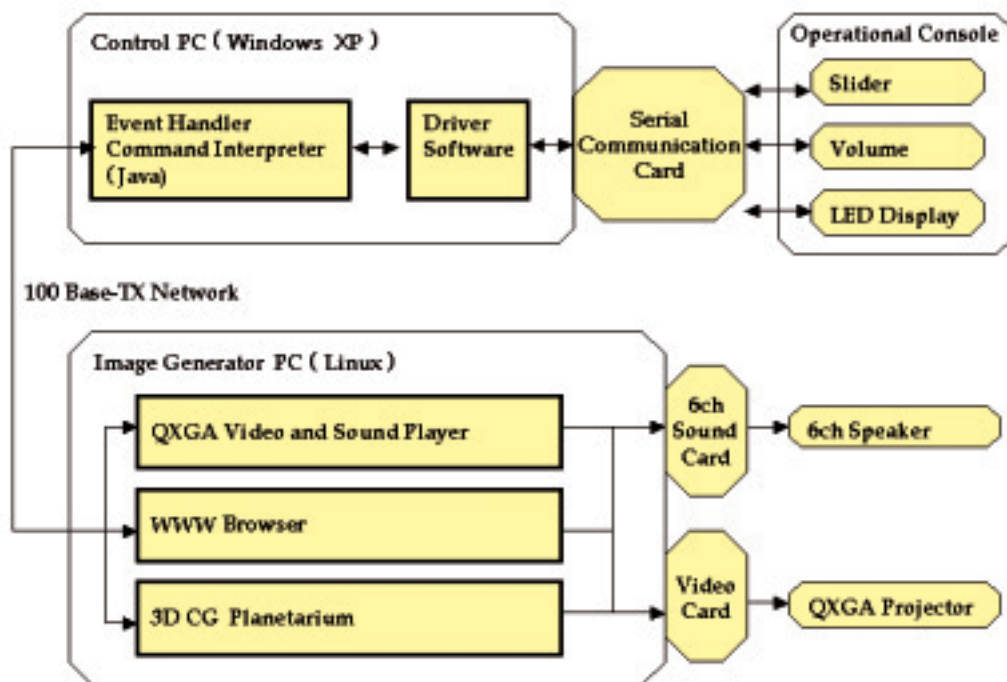 Control PC ( Windows XP )
Operational Console
Event Handler
Command Interpreter
(Java)
Driver
Software
Serial
Communication
Card
Slider
Volume
LED Display
100 Base-TX Network
Image Generator PC ( Linux )
QXGA Video and Sound Player
WWW Browser
3D CG Planetarium
6ch
Sound
Card
6ch Speaker
Video
Card
QXGA Projector